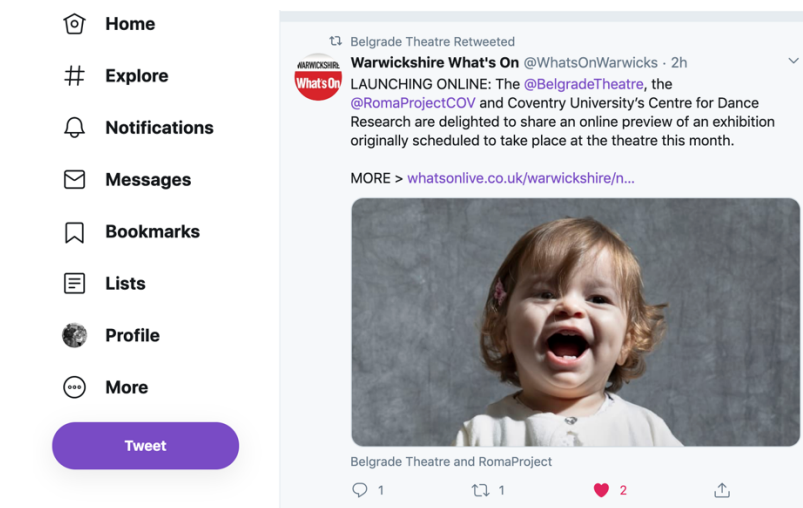 Home
Explore
Notifications
Messages
Bookmarks
Lists
Profile
More
Tweet
Belgrade Theatre Retweeted
WARWICKSHIRE
What's On
Warwickshire What's On @WhatsOnWarwicks · 2h
LAUNCHING ONLINE: The @BelgradeTheatre, the
@RomaProjectCOV and Coventry University's Centre for Dance
Research are delighted to share an online preview of an exhibition
originally scheduled to take place at the theatre this month.
MORE > whatsonlive.co.uk/warwickshire/n...
Belgrade Theatre and RomaProject
1
1
2